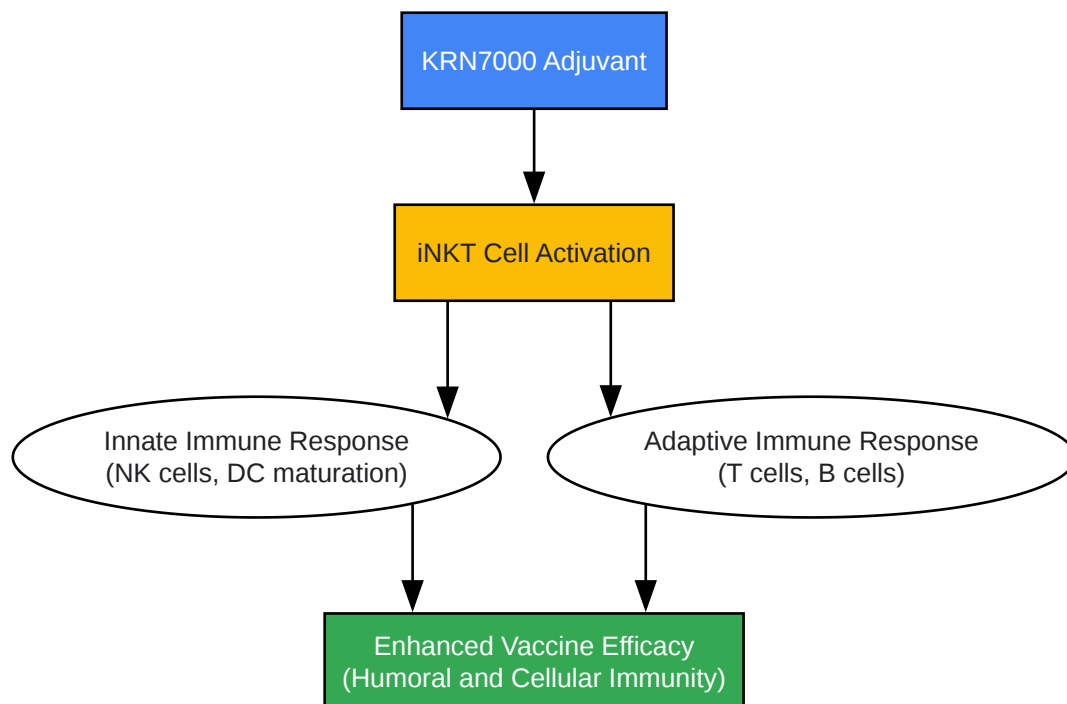 KRN7000 Adjuvant
iNKT Cell Activation
Innate Immune Response
(NK cells, DC maturation)
Adaptive Immune Response
(T cells, B cells)
Enhanced Vaccine Efficacy
(Humoral and Cellular Immunity)